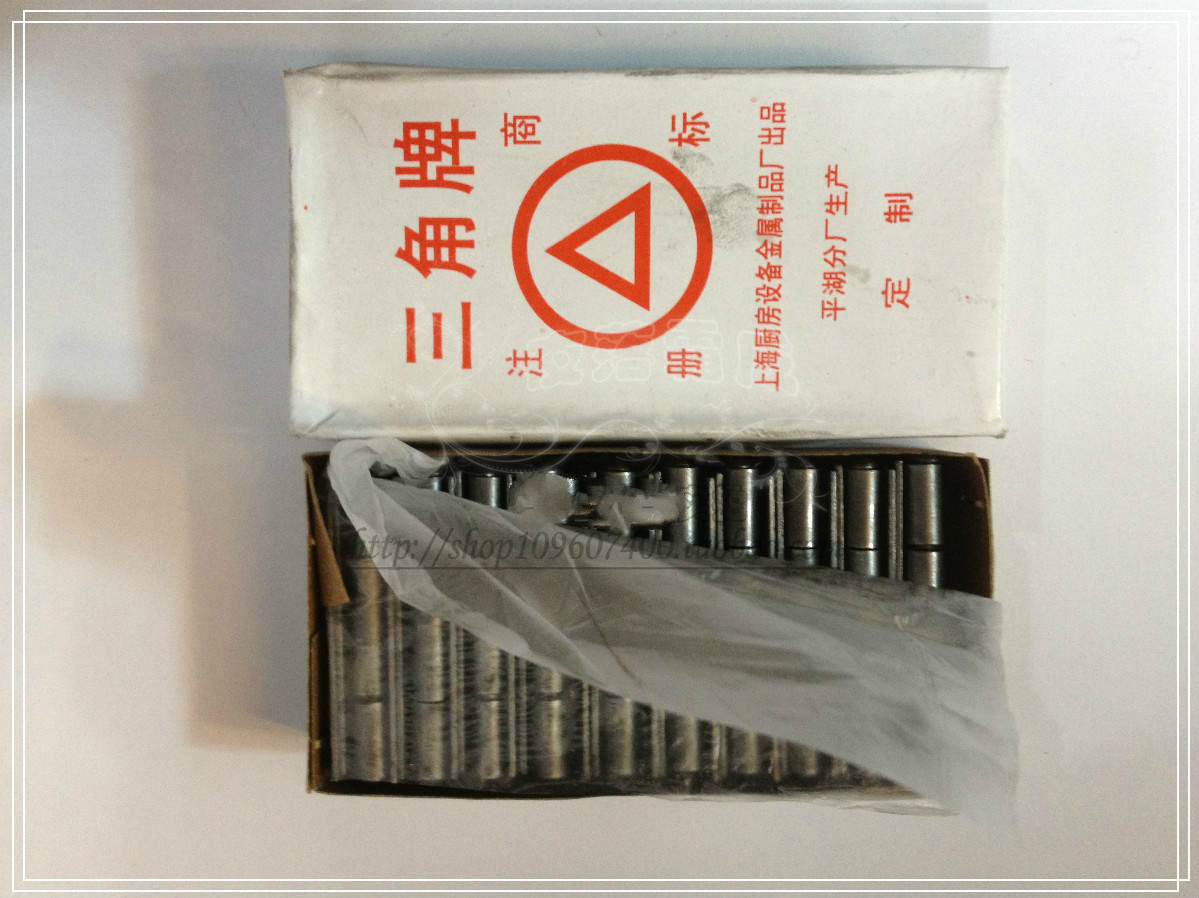 三角牌
注册
商标
上海厨房设备金属制品厂出品
平湖分厂生产
定制
http://shop109607400.taobao